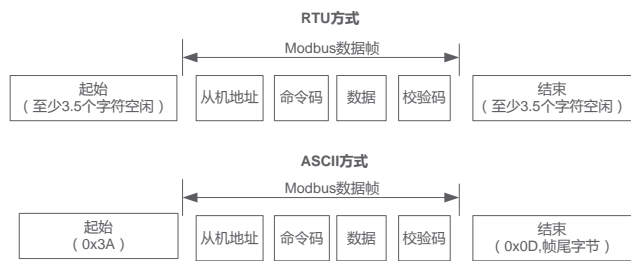 RTU方式
Modbus数据帧
起始
（至少3.5个字符空闲）
从机地址
命令码
数据
校验码
结束
（至少3.5个字符空闲）
ASCII方式
Modbus数据帧
起始
（0x3A）
从机地址
命令码
数据
校验码
结束
（0x0D,帧尾字节）